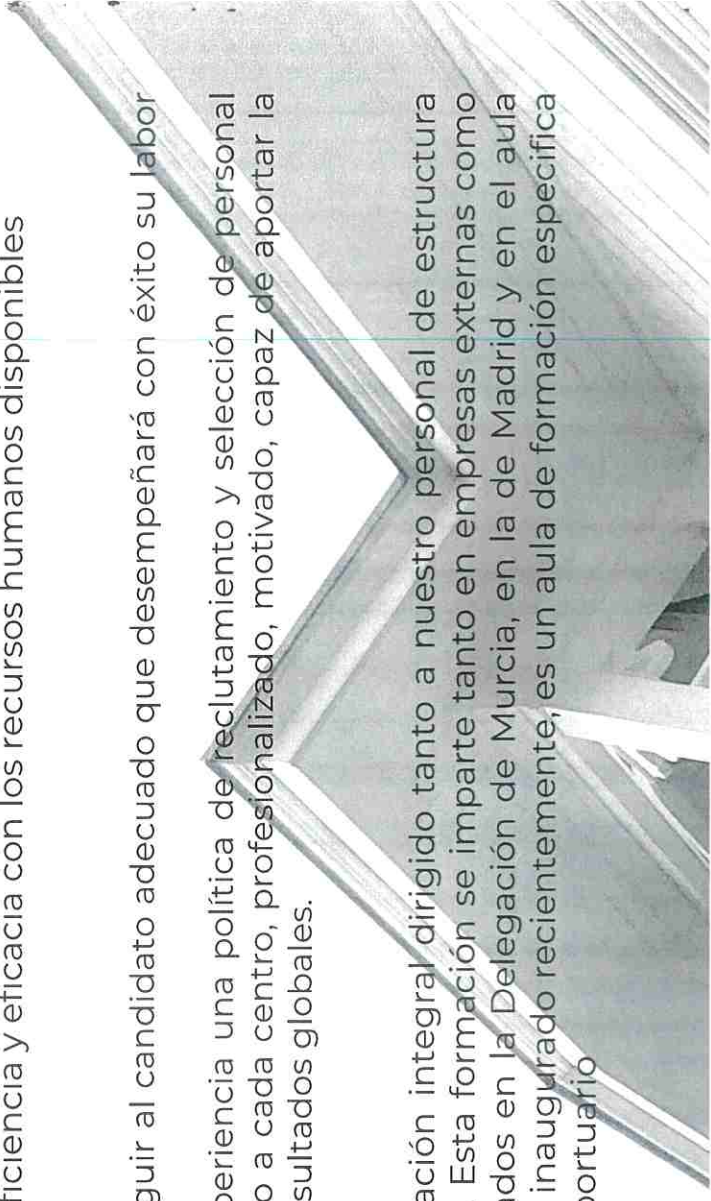 ficiencia y eficacia con los recursos humanos disponibles
guir al candidato adecuado que desempeñará con éxito su labor
periencia una política de reclutamiento y selección de personal
o a cada centro, profesionalizado, motivado, capaz de aportar la
sultados globales.
ación integral dirigido tanto a nuestro personal de estructura
. Esta formación se imparte tanto en empresas externas como
ados en la Delegación de Murcia, en la de Madrid y en el aula
inaugurado recientemente, es un aula de formación especifica
portuario